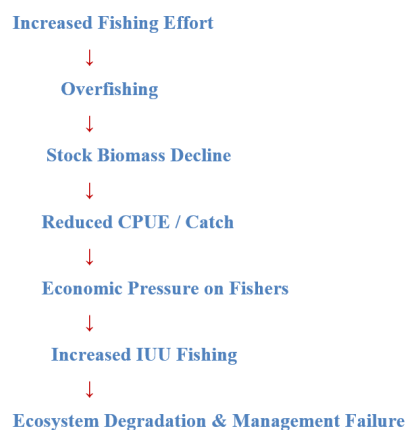 Increased Fishing Effort
↓
Overfishing
↓
Stock Biomass Decline
↓
Reduced CPUE / Catch
↓
Economic Pressure on Fishers
↓
Increased IUU Fishing
↓
Ecosystem Degradation & Management Failure